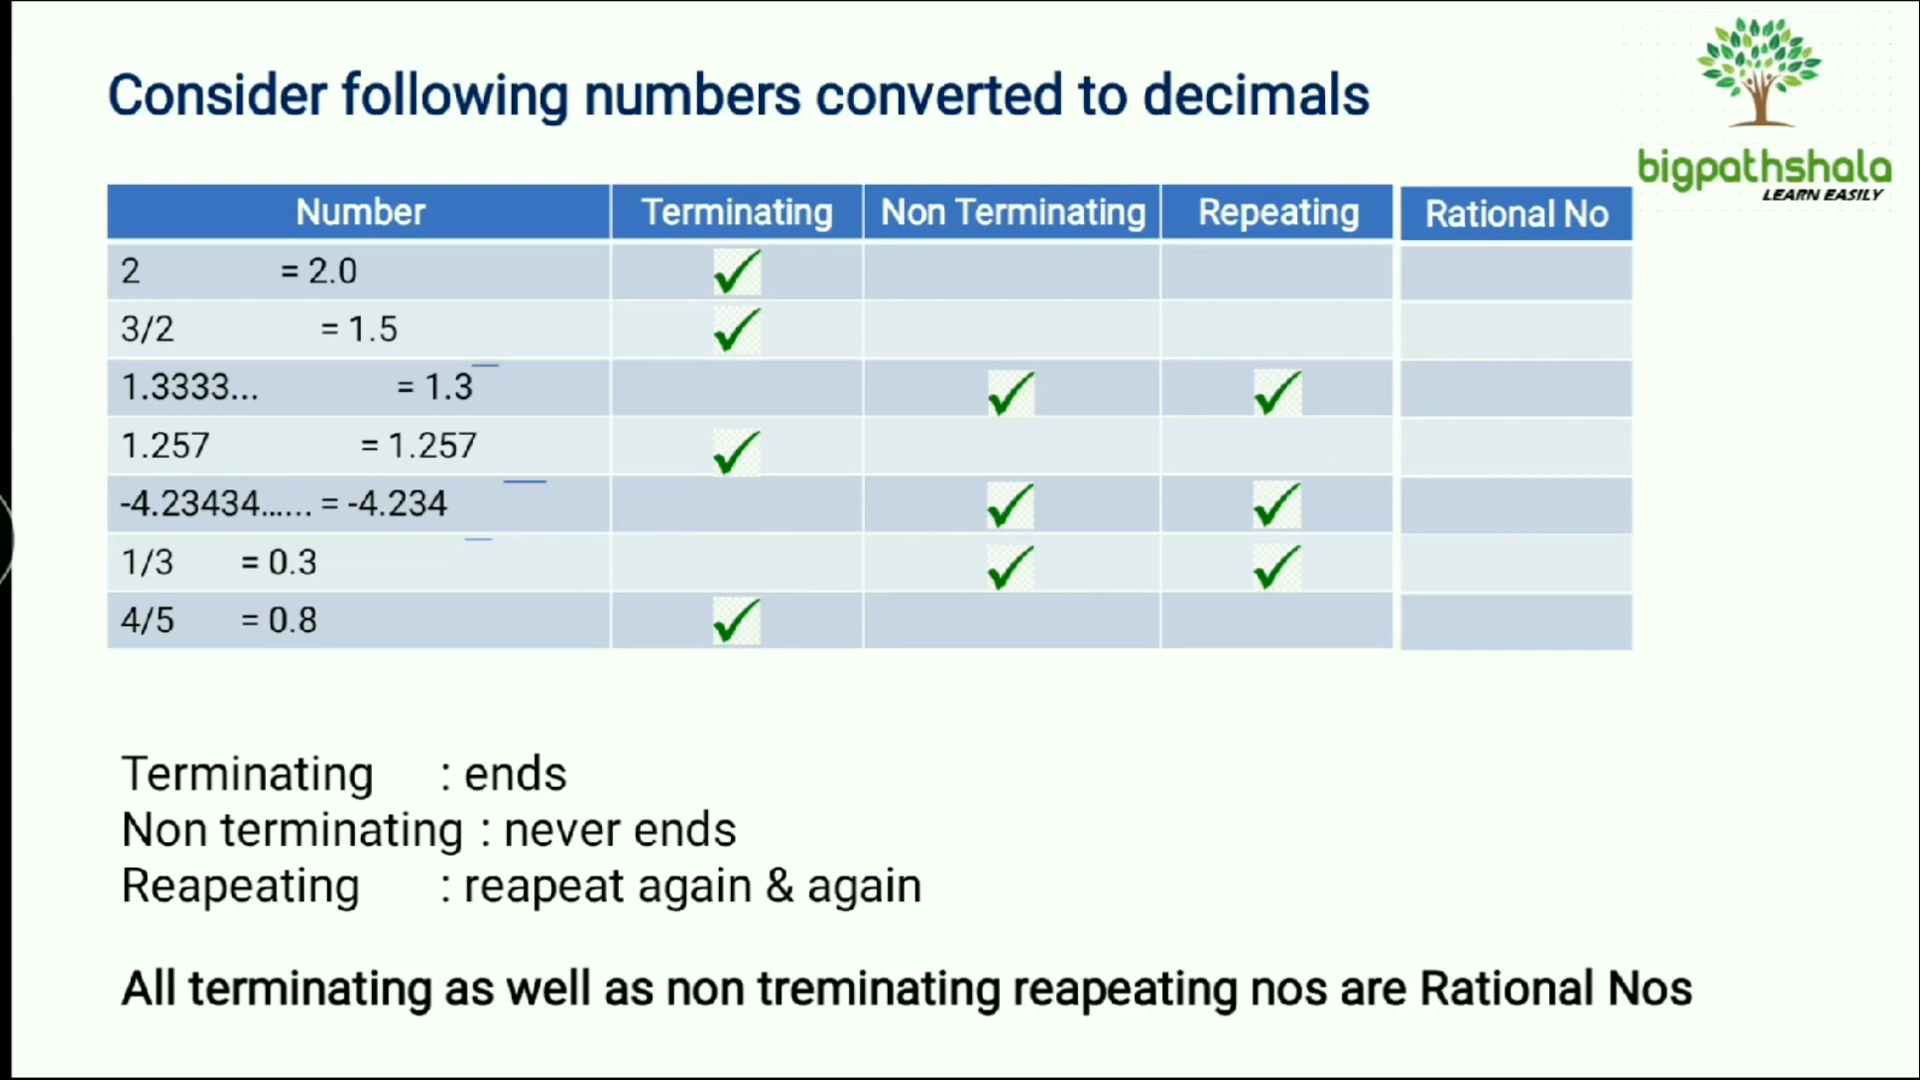 Consider following numbers converted to decimals
bigpathshala
LEARN EASILY
Number Terminating Non Terminating Repeating Rational No
2 = 2.0
3/2 = 1.5
1.3333... = 1.3
1.257 = 1.257
-4.23434...... = -4.234
1/3 = 0.3
4/5 = 0.8
Terminating : ends
Non terminating : never ends
Reapeating : reapeat again & again
All terminating as well as non treminating reapeating nos are Rational Nos